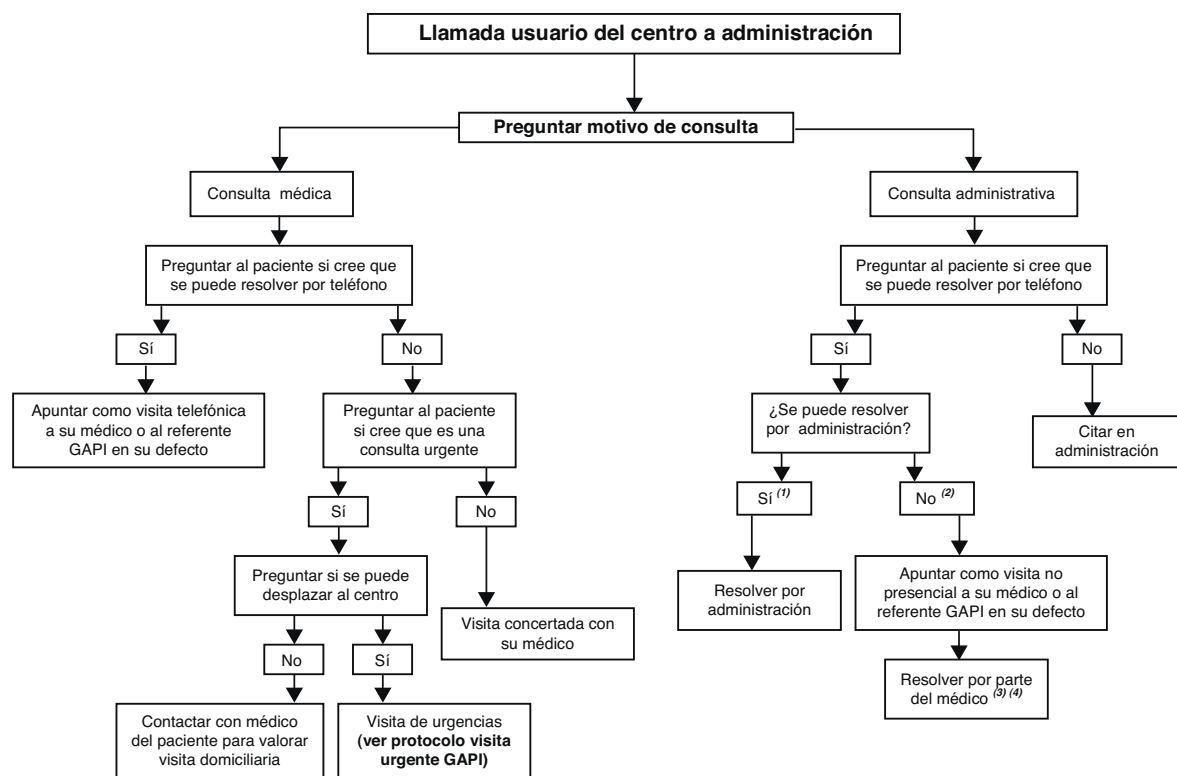 Llamada usuario del centro a administración
Preguntar motivo de consulta
Consulta médica
Consulta administrativa
Preguntar al paciente si cree que
se puede resolver por teléfono
Preguntar al paciente si cree que
se puede resolver por teléfono
Sí
No
Sí
No
Apuntar como visita telefónica
a su médico o al referente
GAPI en su defecto
Preguntar al paciente
si cree que es una
consulta urgente
¿Se puede resolver
por administración?
Citar en
administración
Sí
No
Sí (1)
No (2)
Preguntar si se puede
desplazar al centro
Visita concertada con
su médico
Resolver por
administración
Apuntar como visita no
presencial a su médico o al
referente GAPI en su defecto
No
Sí
Resolver por parte
del médico (3) (4)
Contactar con médico
del paciente para valorar
visita domiciliaria
Visita de urgencias
(ver protocolo visita
urgente GAPI)